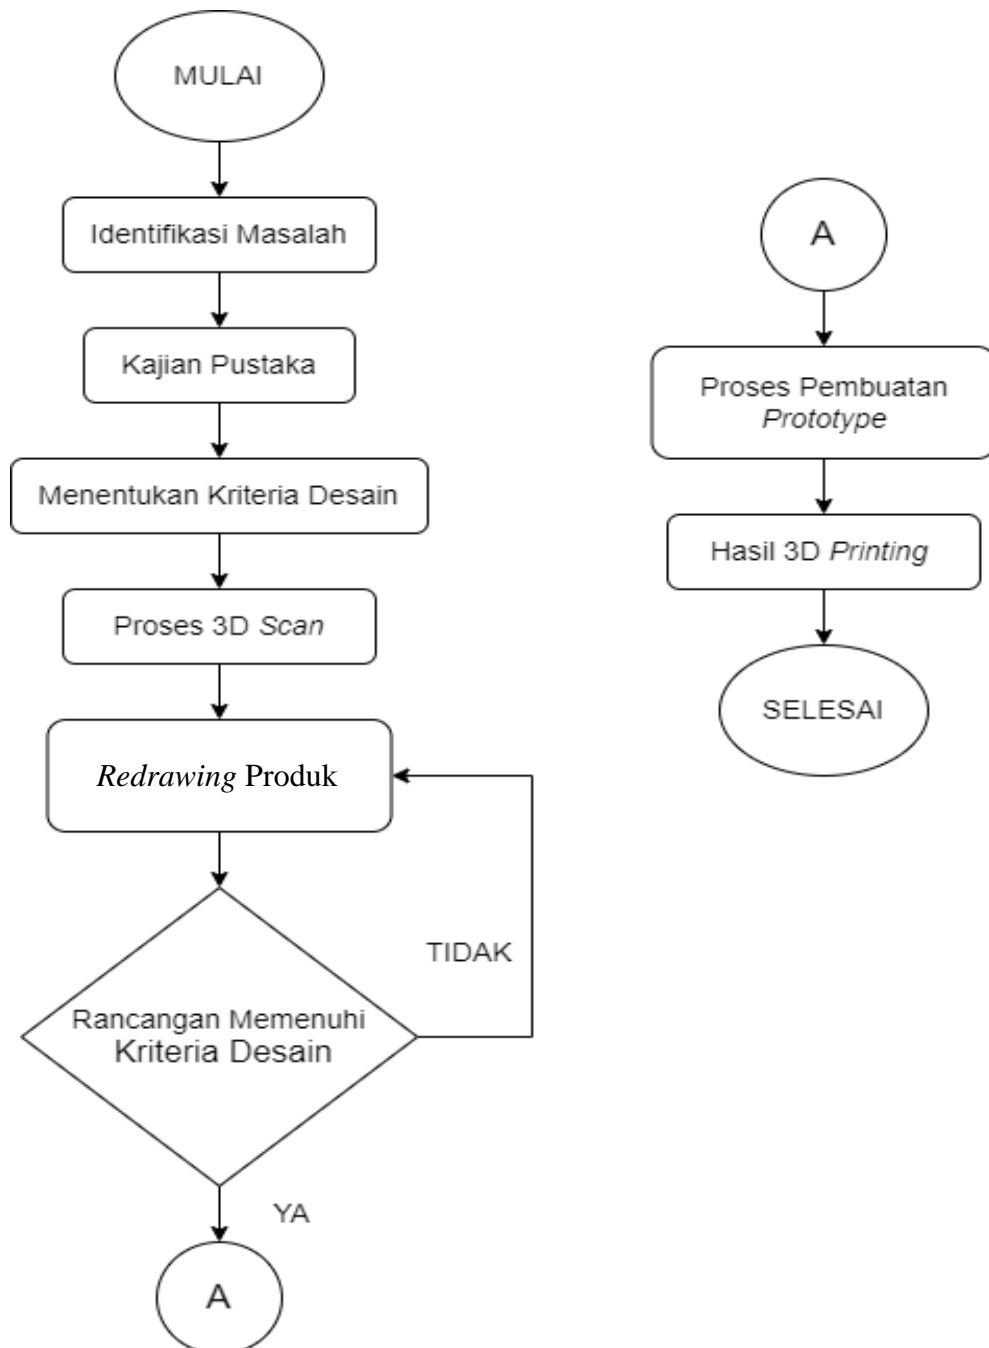 MULAI
Identifikasi Masalah
Kajian Pustaka
Menentukan Kriteria Desain
Proses 3D Scan
Redrawing Produk
TIDAK
Rancangan Memenuhi
Kriteria Desain
YA
A
A
Proses Pembuatan
Prototype
Hasil 3D Printing
SELESAI